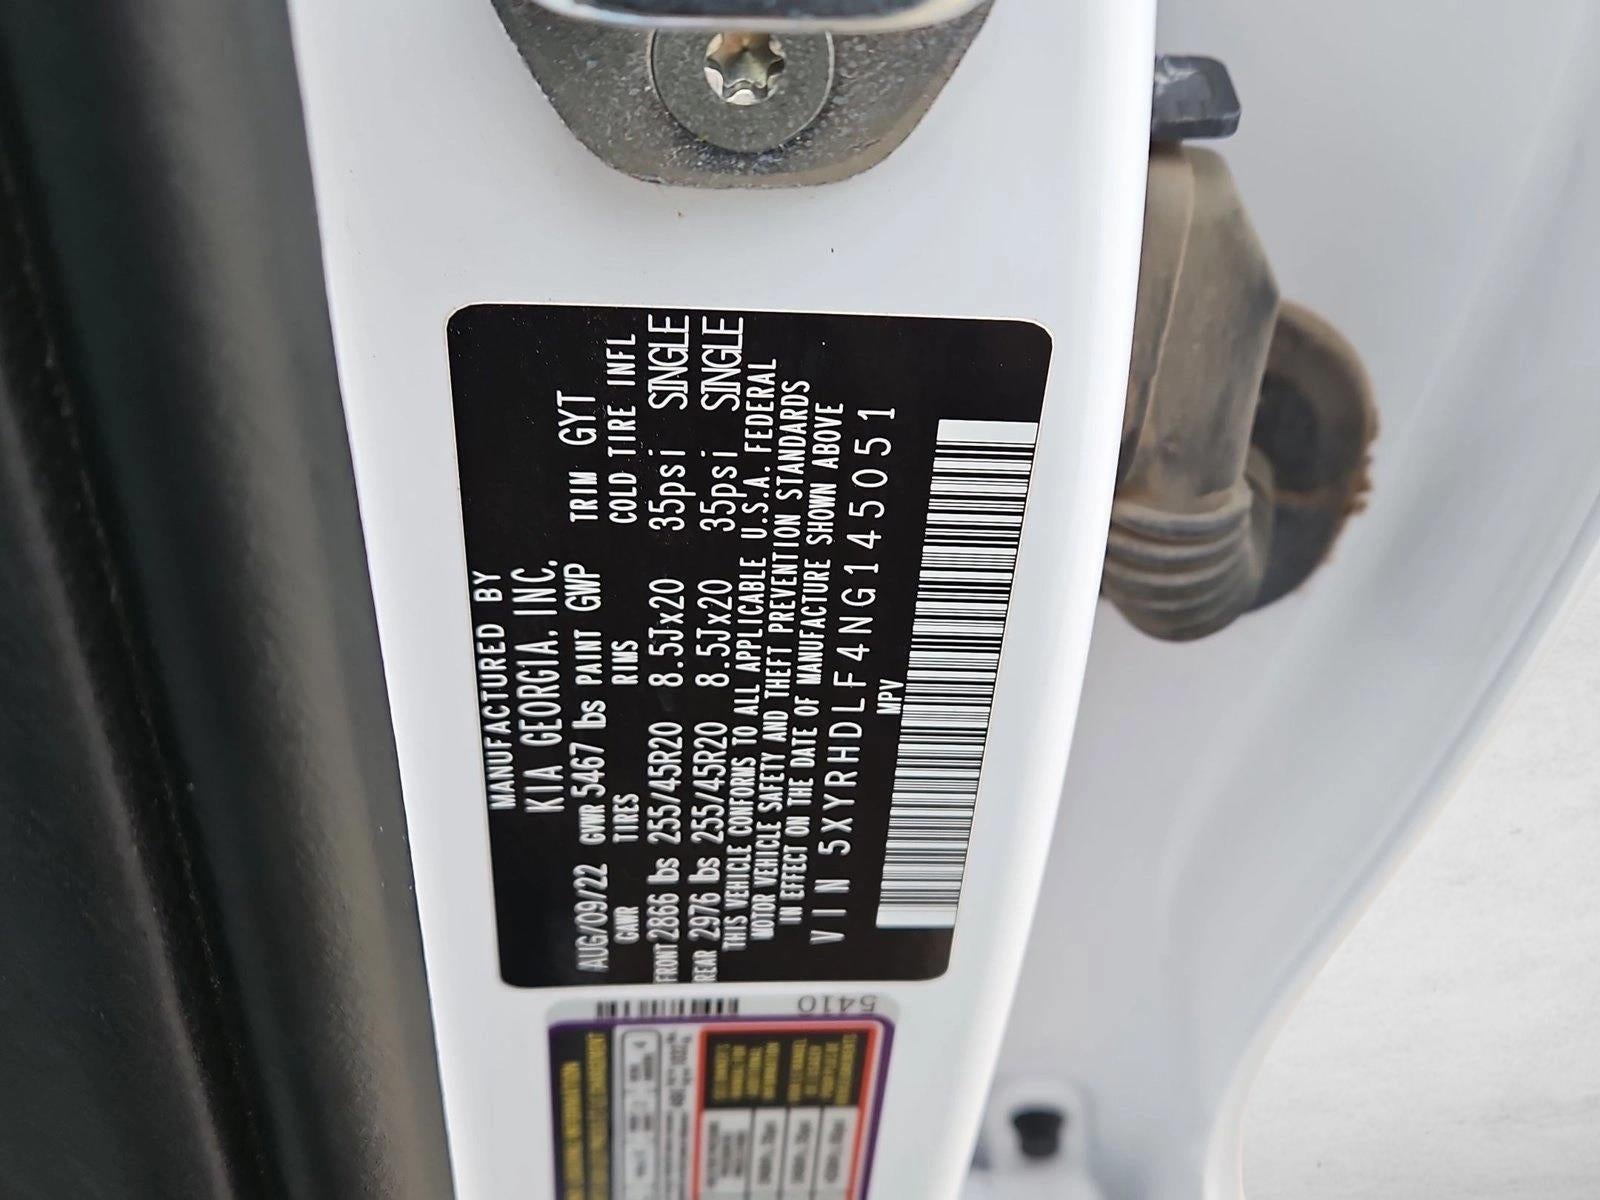 MANUFACTURED BY
KIA GEORGIA. INC.
AUG/09/22 GVWR 5467 lbs PAINT GWP TRIM GYT
GAWR TIRES RIMS COLD TIRE INFL
FRONT 2866 lbs 255/45R20 8.5Jx20 35psi SINGLE
REAR 2976 lbs 255/45R20 8.5Jx20 35psi SINGLE
THIS VEHICLE CONFORMS TO ALL APPLICABLE U.S.A. FEDERAL
MOTOR VEHICLE SAFETY AND THEFT PREVENTION STANDARDS
IN EFFECT ON THE DATE OF MANUFACTURE SHOWN ABOVE
VIN 5XYRHDLF4NG145051
MPV
5410